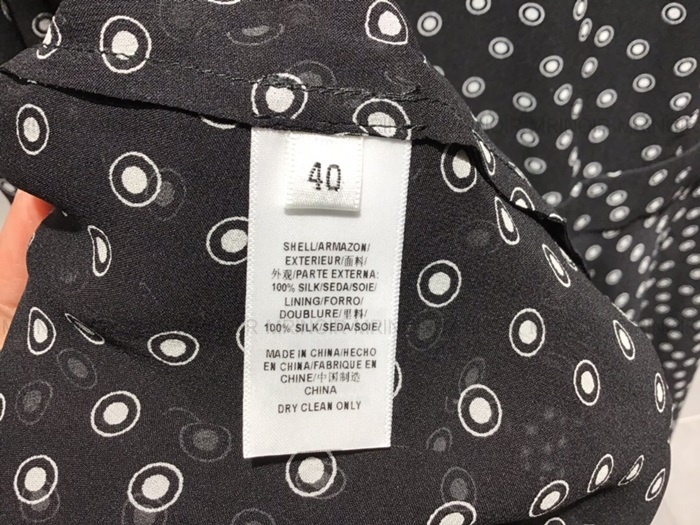 40
SHELL/ARMAZON/
EXTERIEUR/面料/
外观/PARTE EXTERNA:
100% SILK/SEDA/SOIE/
LINING/FORRO/
DOUBLURE/里料/
100% SILK/SEDA/SOIE/
MADE IN CHINA/HECHO
EN CHINA/FABRIQUE EN
CHINE/中国制造
CHINA
DRY CLEAN ONLY